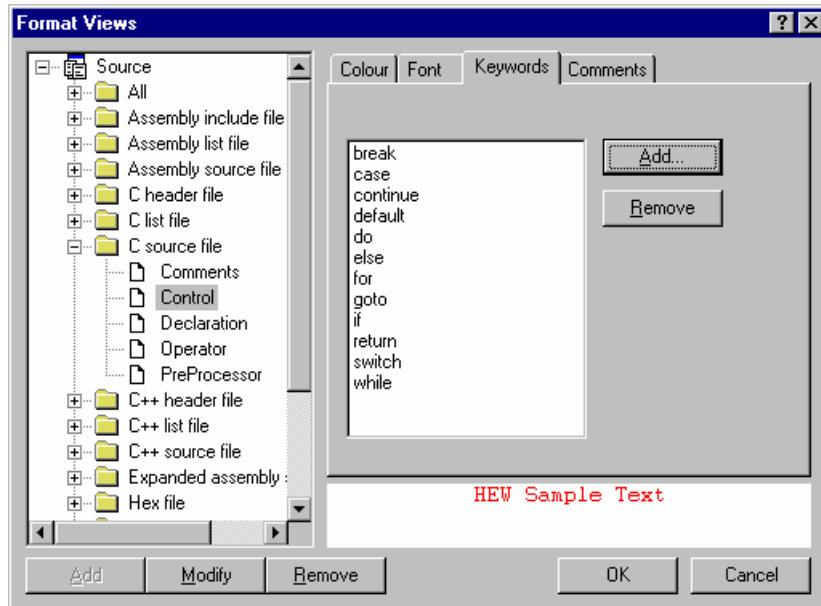 Format Views
Source
All
Assembly include file
Assembly list file
Assembly source file
C header file
C list file
C source file
Comments
Control
Declaration
Operator
PreProcessor
C++ header file
C++ list file
C++ source file
Expanded assembly
Hex file
Colour Font Keywords Comments
break
case
continue
default
do
else
for
goto
if
return
switch
while
Add...
Remove
HEW Sample Text
Add Modify Remove OK Cancel